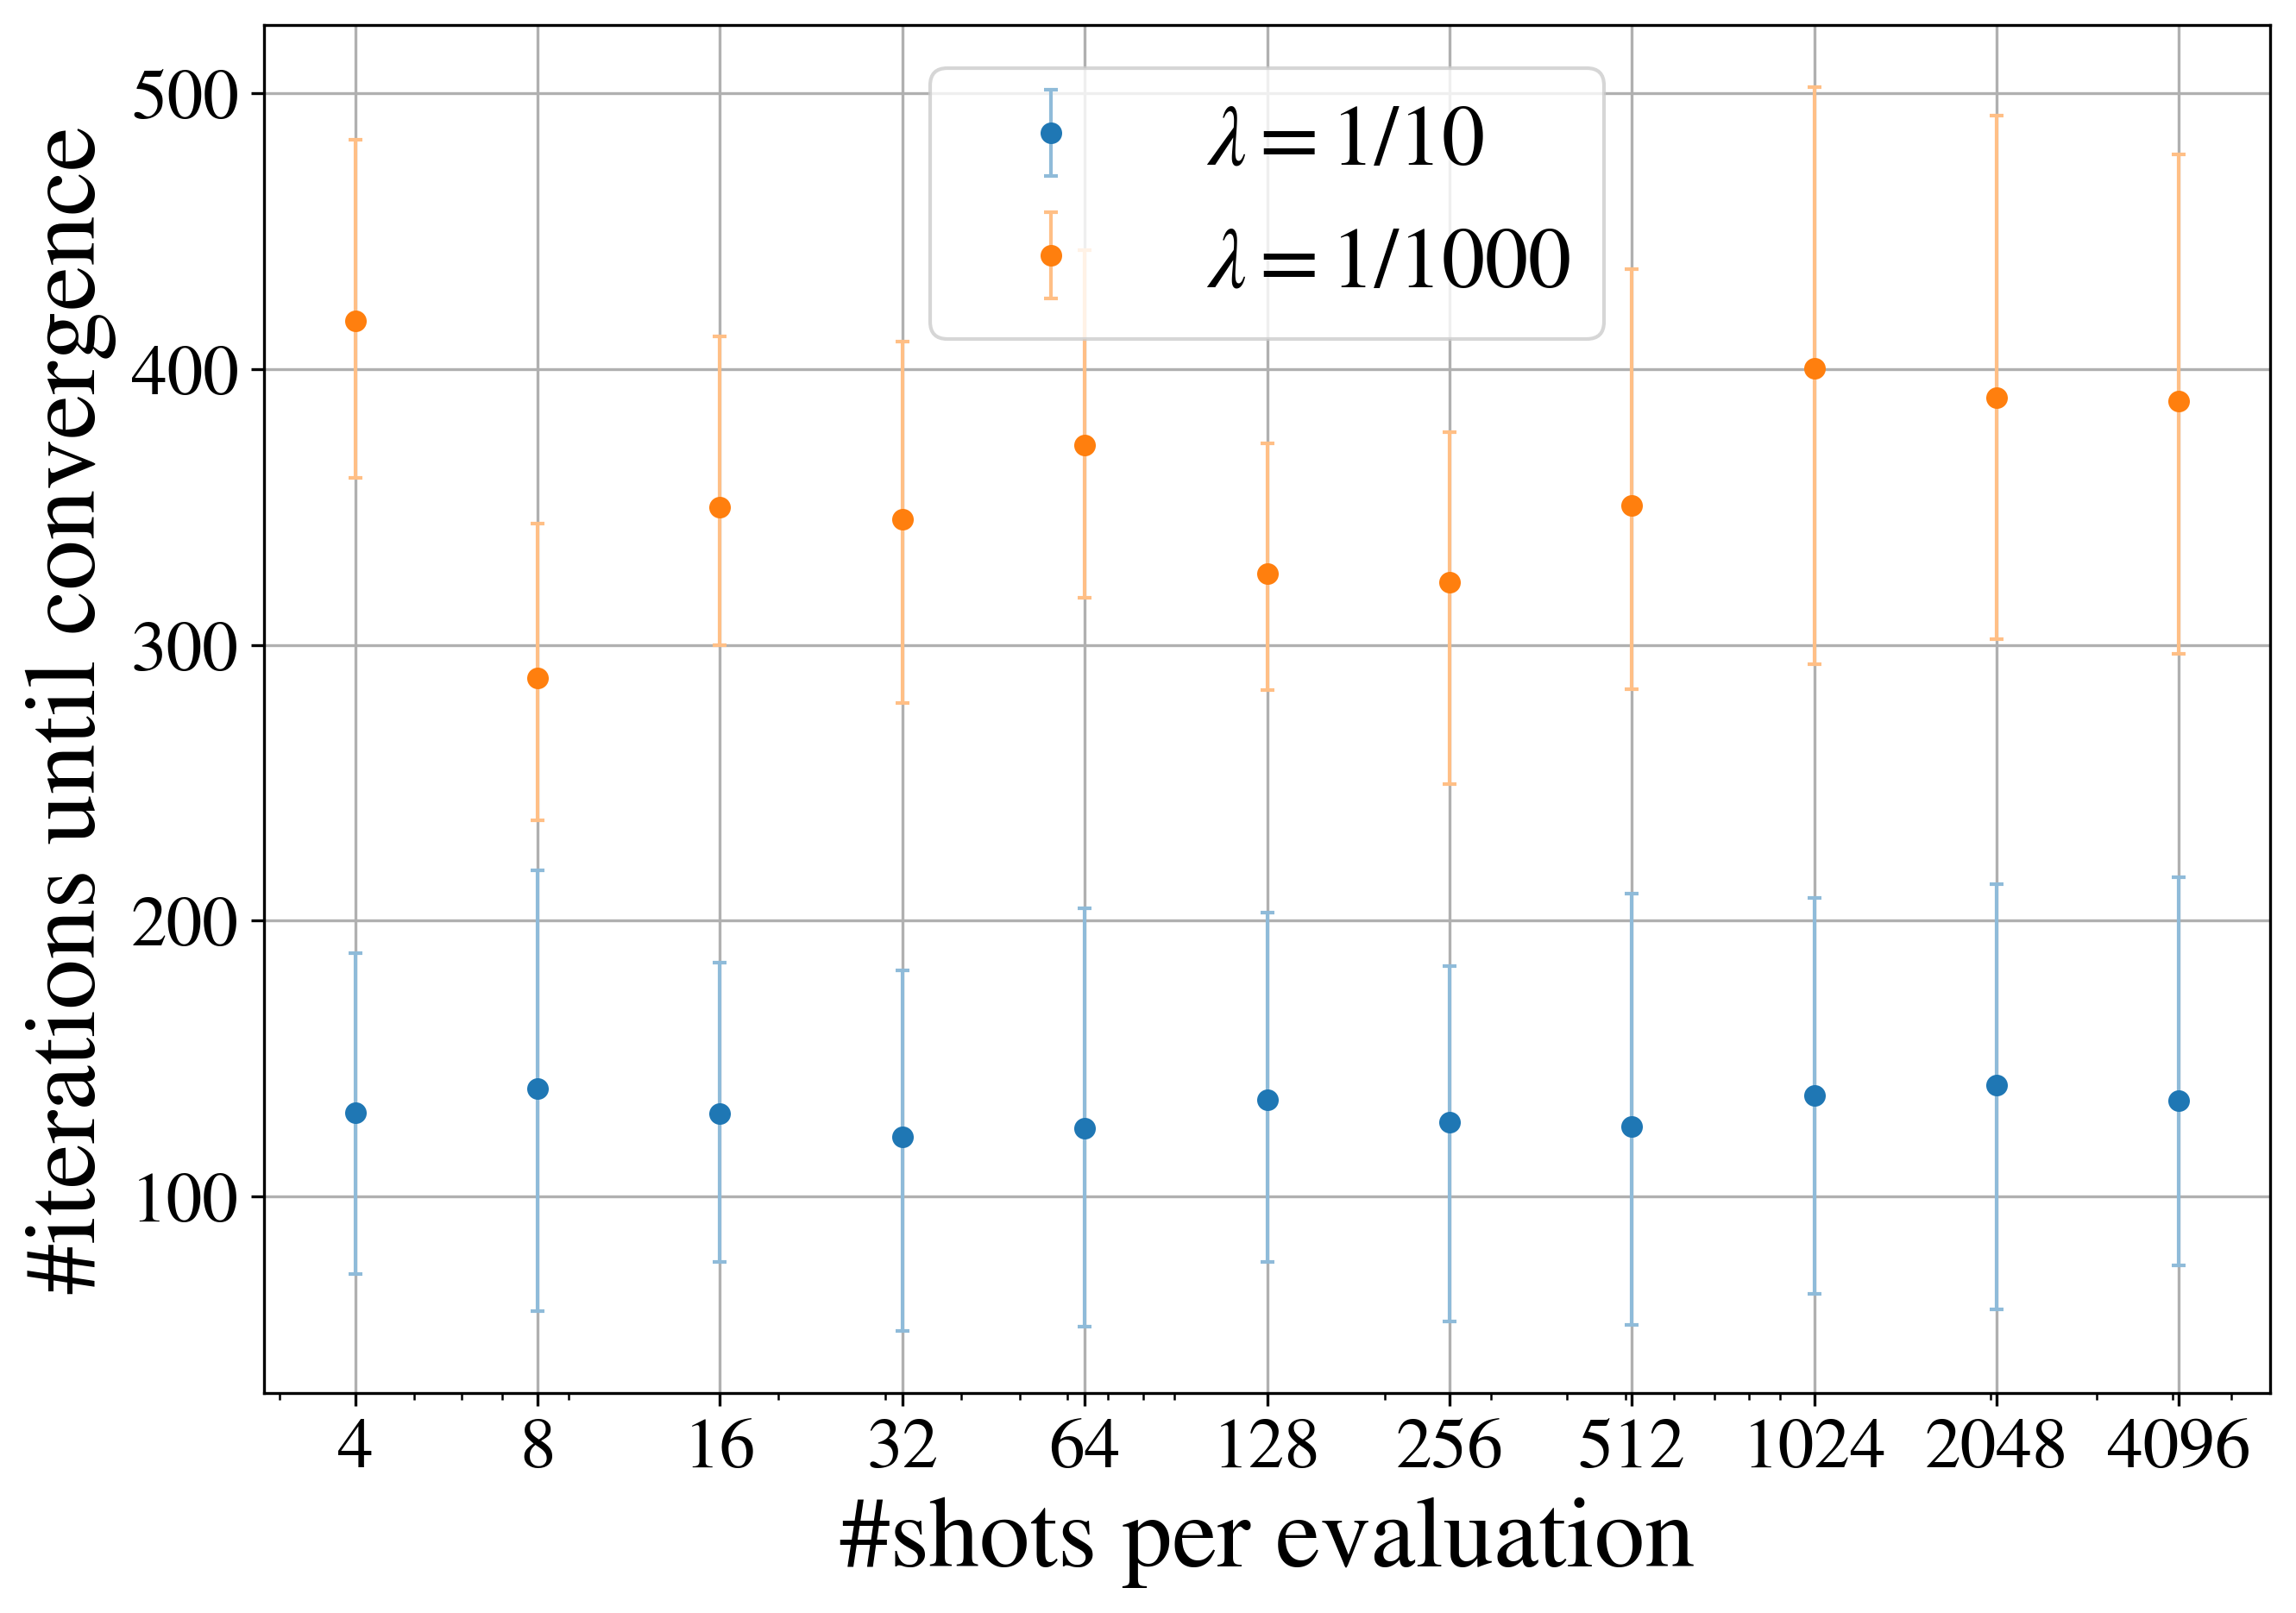 #iterations until convergence
500
400
300
200
100
λ = 1/10
λ = 1/1000
4 8 16 32 64 128 256 512 1024 2048 4096
#shots per evaluation